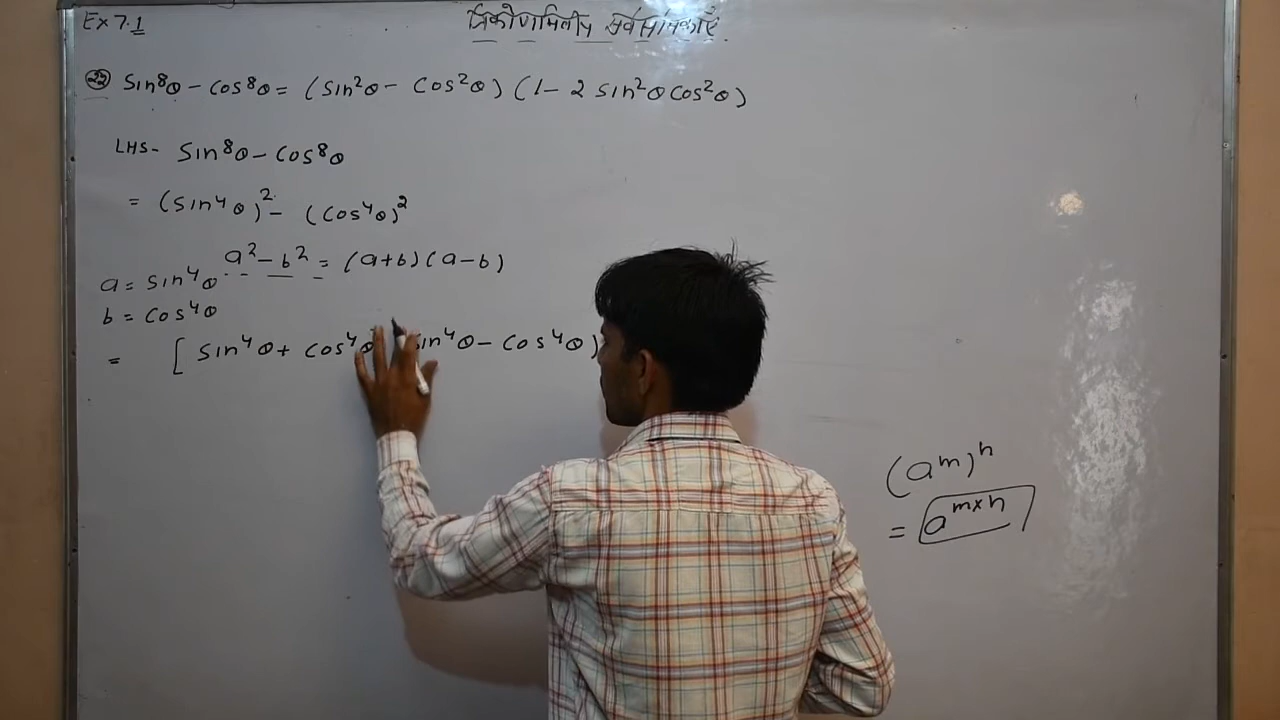 Ex 7.1
त्रिकोणमितीय सर्वसमिकाएँ
22 Sin⁸θ - Cos⁸θ = (Sin²θ - Cos²θ) (1 - 2 Sin²θ Cos²θ)
LHS- Sin⁸θ - Cos⁸θ
= (Sin⁴θ)² - (Cos⁴θ)²
a² - b² = (a+b) (a-b)
a = Sin⁴θ
b = Cos⁴θ
= [ Sin⁴θ + Cos⁴θ Sin⁴θ - Cos⁴θ )
(aᵐ)ⁿ
= aᵐˣⁿ